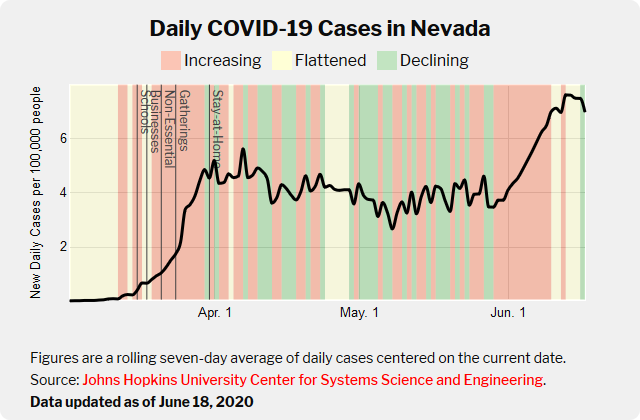 Daily COVID-19 Cases in Nevada
Increasing Flattened Declining
New Daily Cases per 100,000 people
6
4
2
Schools
Businesses
Non-Essential
Gatherings
Stay-at-Home
Apr. 1 May. 1 Jun. 1
Figures are a rolling seven-day average of daily cases centered on the current date.
Source: Johns Hopkins University Center for Systems Science and Engineering.
Data updated as of June 18, 2020